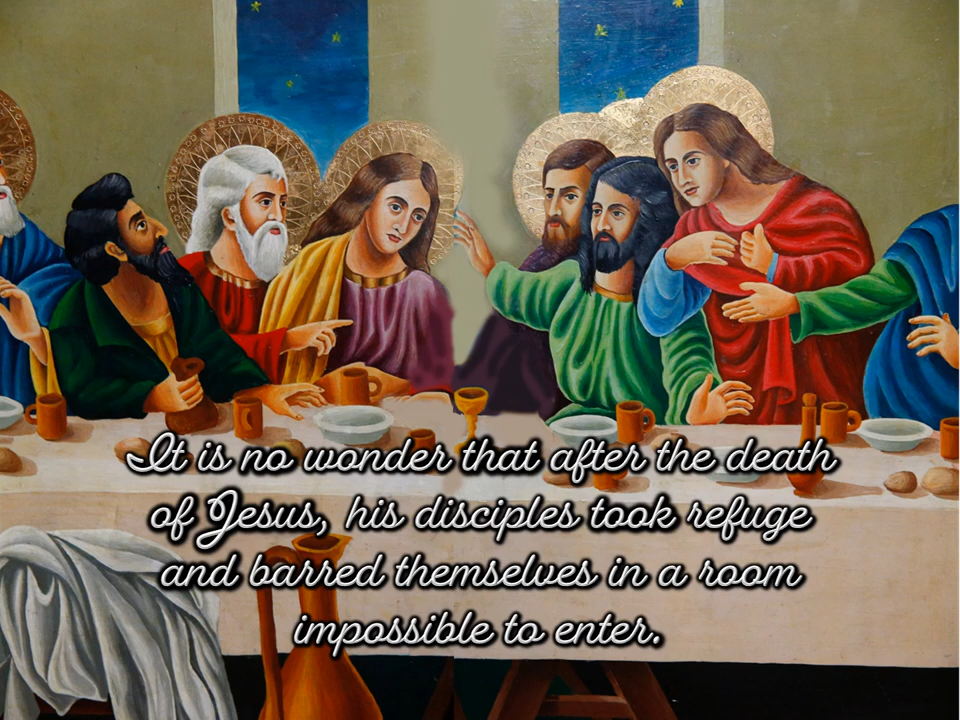 It is no wonder that after the death
of Jesus, his disciples took refuge
and barred themselves in a room
impossible to enter.